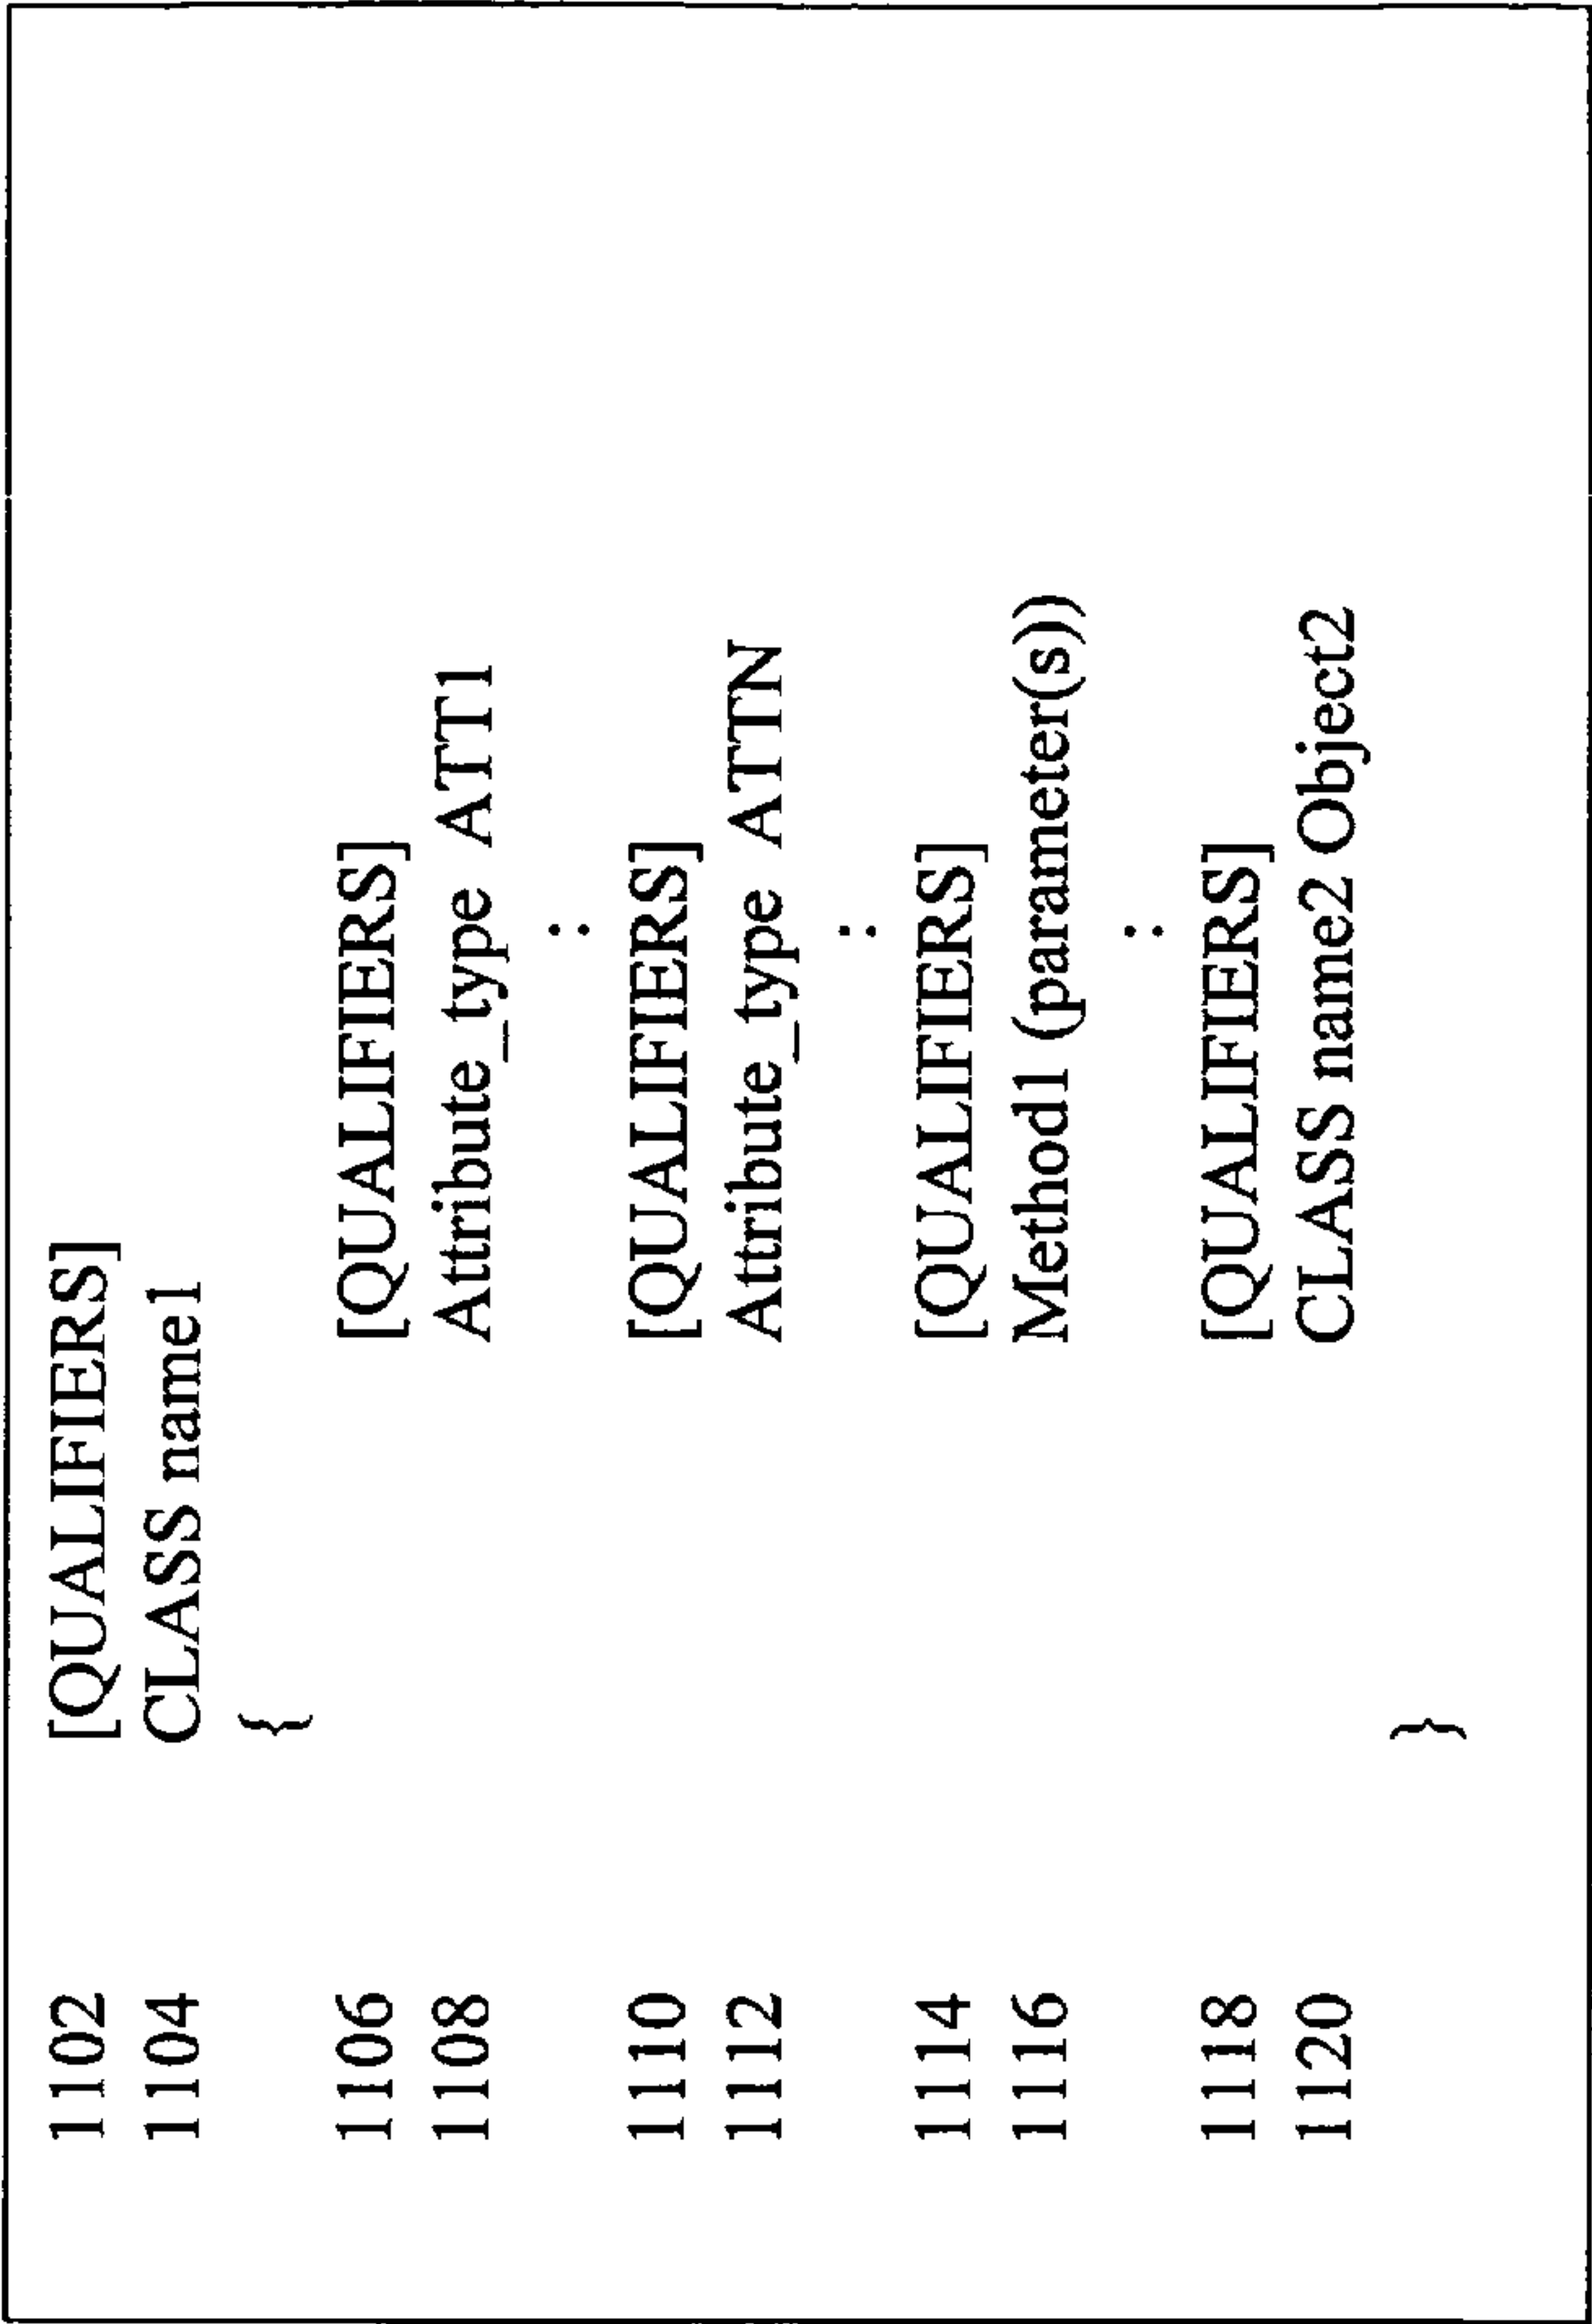 1102 [QUALIFIERS]
1104 CLASS name1
{
1106 [QUALIFIERS]
1108 Attribute_type ATT1
:
1110 [QUALIFIERS]
1112 Attribute_type ATTN
:
1114 [QUALIFIERS]
1116 Method1 (parameter(s))
:
1118 [QUALIFIERS]
1120 CLASS name2 Object2
}